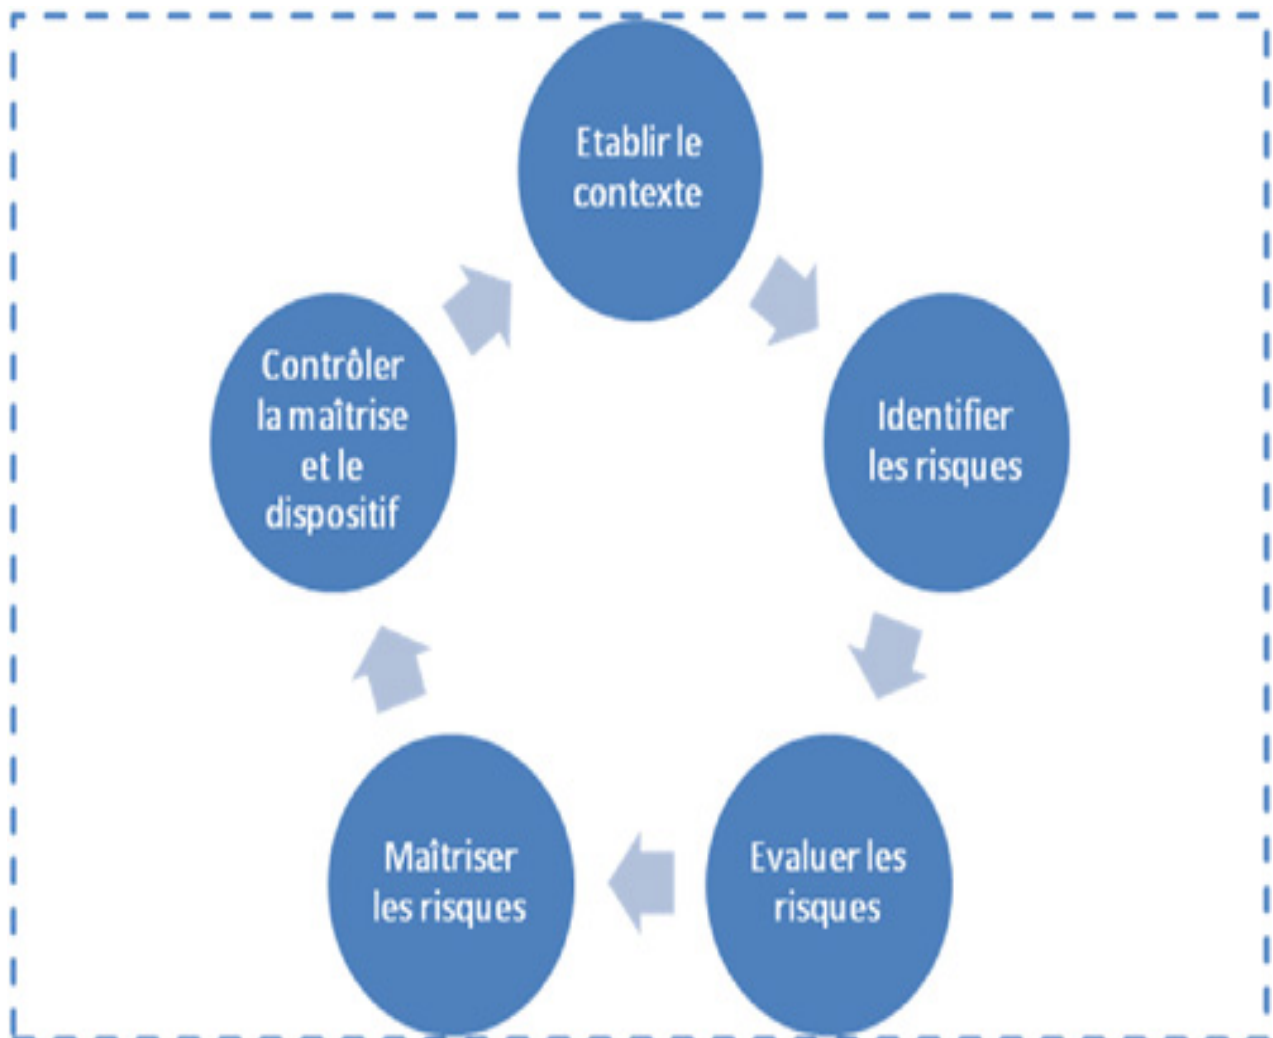 Etablir le
contexte
Identifier
les risques
Evaluer les
risques
Maîtriser
les risques
Contrôler
la maîtrise
et le
dispositif